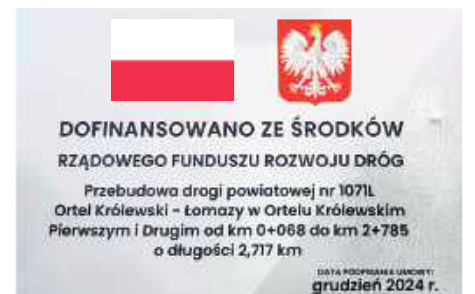 DOFINANSOWANO ZE ŚRODKÓW
RZĄDOWEGO FUNDUSZU ROZWOJU DRÓG
Przebudowa drogi powiatowej nr 1071L
Ortel Królewski - Łomazy w Ortelu Królewskim
Pierwszym i Drugim od km 0+068 do km 2+785
o długości 2,717 km
DATA PODPISANIA UMOWY:
grudzień 2024 r.